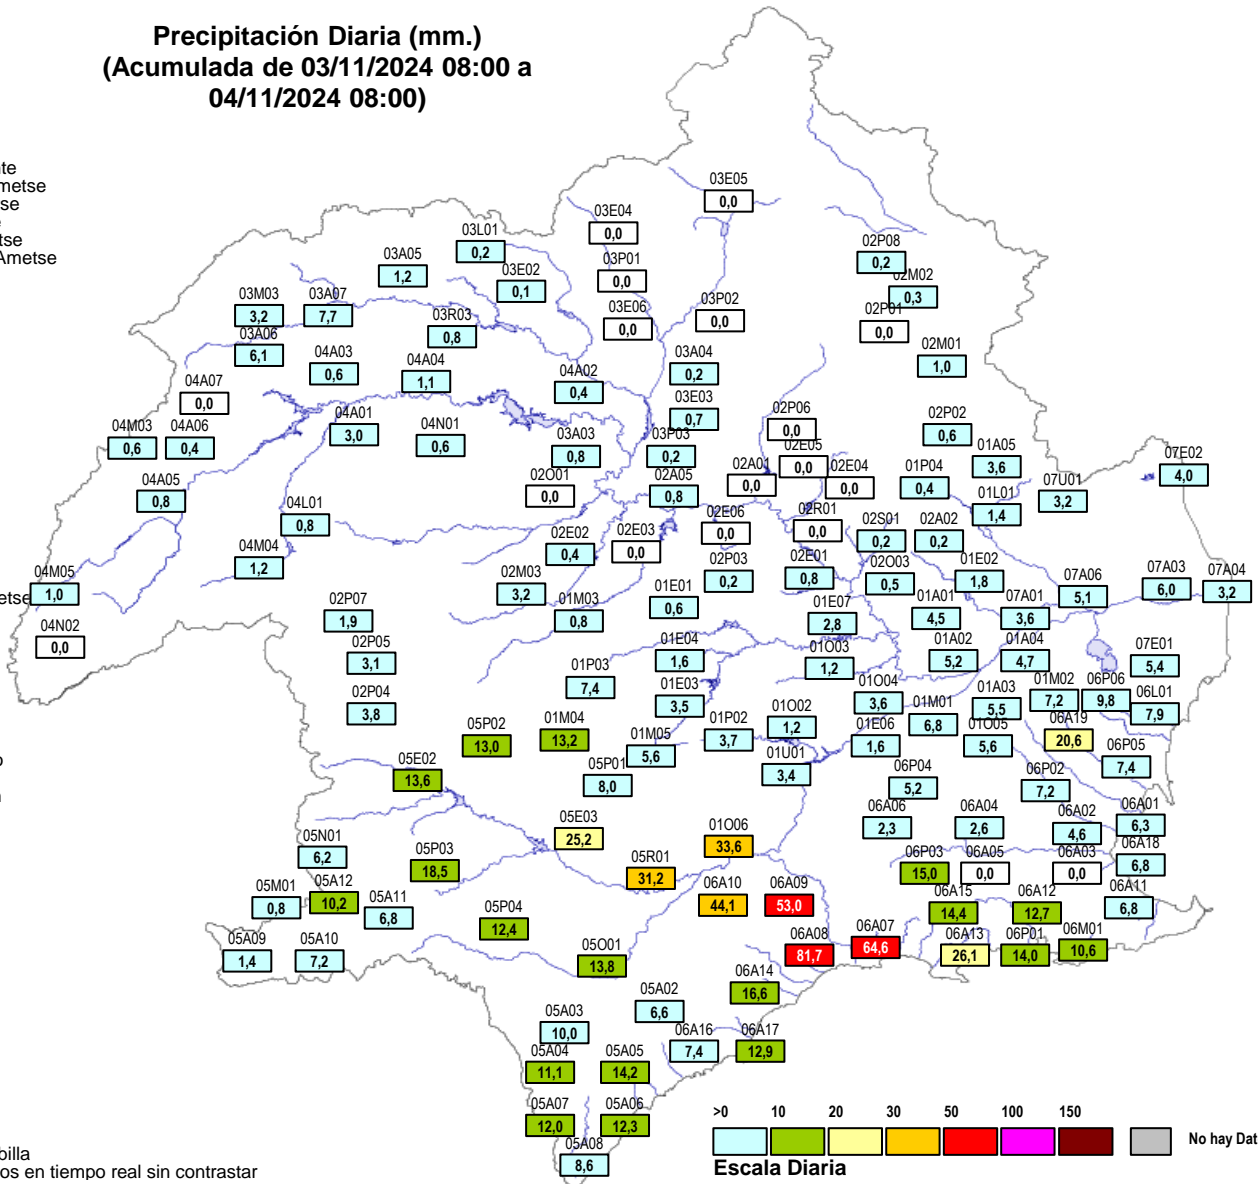 Precipitación Diaria (mm.)
(Acumulada de 03/11/2024 08:00 a
04/11/2024 08:00)
03E05
0,0
03E04
0,0
03L01
0,2
03A05
1,2
03E02
0,1
03P01
0,0
02P08
0,2
02M02
0,3
03M03
3,2
03A07
7,7
03R03
0,8
03E06
0,0
03P02
0,0
02P01
0,0
03A06
6,1
04A03
0,6
04A04
1,1
04A02
0,4
03A04
0,2
02M01
1,0
04A07
0,0
04A01
3,0
04N01
0,6
03E03
0,7
02P06
0,0
02P02
0,6
04M03
0,6
04A06
0,4
03A03
0,8
03P03
0,2
02E05
0,0
01A05
3,6
07E02
4,0
04A05
0,8
02O01
0,0
02A05
0,8
02A01
0,0
02E04
0,0
01P04
0,4
07U01
3,2
04L01
0,8
02E06
0,0
02R01
0,0
02S01
0,2
02A02
0,2
01L01
1,4
04M04
1,2
02E02
0,4
02E03
0,0
04M05
1,0
02M03
3,2
02P03
0,2
02E01
0,8
02O03
0,5
01E02
1,8
07A06
5,1
07A03
6,0
07A04
3,2
02P07
1,9
01M03
0,8
01E01
0,6
01E07
2,8
01A01
4,5
07A01
3,6
04N02
0,0
02P05
3,1
01P03
7,4
01E04
1,6
01O03
1,2
01A02
5,2
01A04
4,7
07E01
5,4
02P04
3,8
01E03
3,5
01O04
3,6
01A03
5,5
01M02
7,2
06P06
9,8
06L01
7,9
05P02
13,0
01M04
13,2
01M05
5,6
01P02
3,7
01O02
1,2
01E06
1,6
01M01
6,8
01O05
5,6
06A19
20,6
06P05
7,4
05E02
13,6
05P01
8,0
01U01
3,4
06P04
5,2
06P02
7,2
05E03
25,2
01O06
33,6
06A06
2,3
06A04
2,6
06A02
4,6
06A01
6,3
05N01
6,2
05P03
18,5
05R01
31,2
06P03
15,0
06A05
0,0
06A03
0,0
06A18
6,8
05M01
0,8
05A12
10,2
05A11
6,8
06A10
44,1
06A09
53,0
06A15
14,4
06A12
12,7
06A11
6,8
05A09
1,4
05A10
7,2
05P04
12,4
05O01
13,8
06A08
81,7
06A07
64,6
06A13
26,1
06P01
14,0
06M01
10,6
06A14
16,6
05A02
6,6
05A03
10,0
06A16
7,4
06A17
12,9
05A04
11,1
05A05
14,2
05A07
12,0
05A06
12,3
05A08
8,6
>0 10 20 30 50 100 150
No hay Dat
Escala Diaria
nte
metse
tse
e
tse
Ametse
etse
billa
os en tiempo real sin contrastar